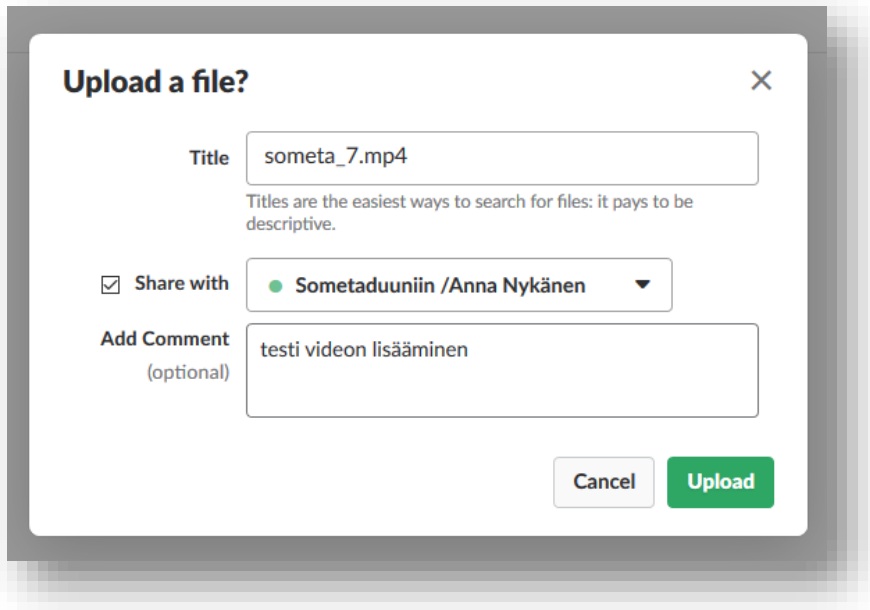 Upload a file?
Title
someta_7.mp4
Titles are the easiest ways to search for files: it pays to be
descriptive.
Share with
Sometaduuniin /Anna Nykänen
Add Comment
(optional)
testi videon lisääminen
Cancel
Upload